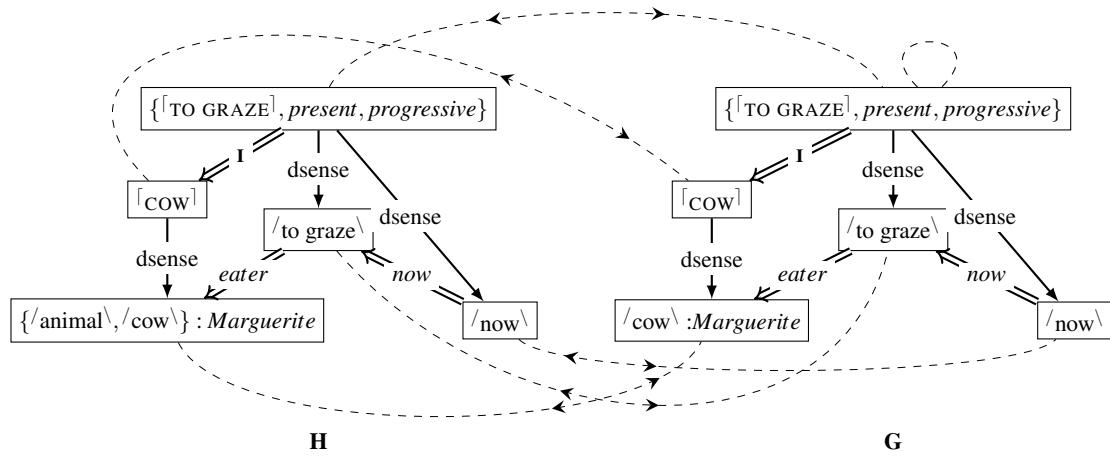 {⌈TO GRAZE⌉, present, progressive} {⌈TO GRAZE⌉, present, progressive}
I I
dsense dsense
⌈COW⌉ ⌈COW⌉
dsense dsense
/to graze\ /to graze\
dsense eater now dsense eater now
{/animal\, /cow\} : Marguerite /now\ /cow\ :Marguerite /now\
H G